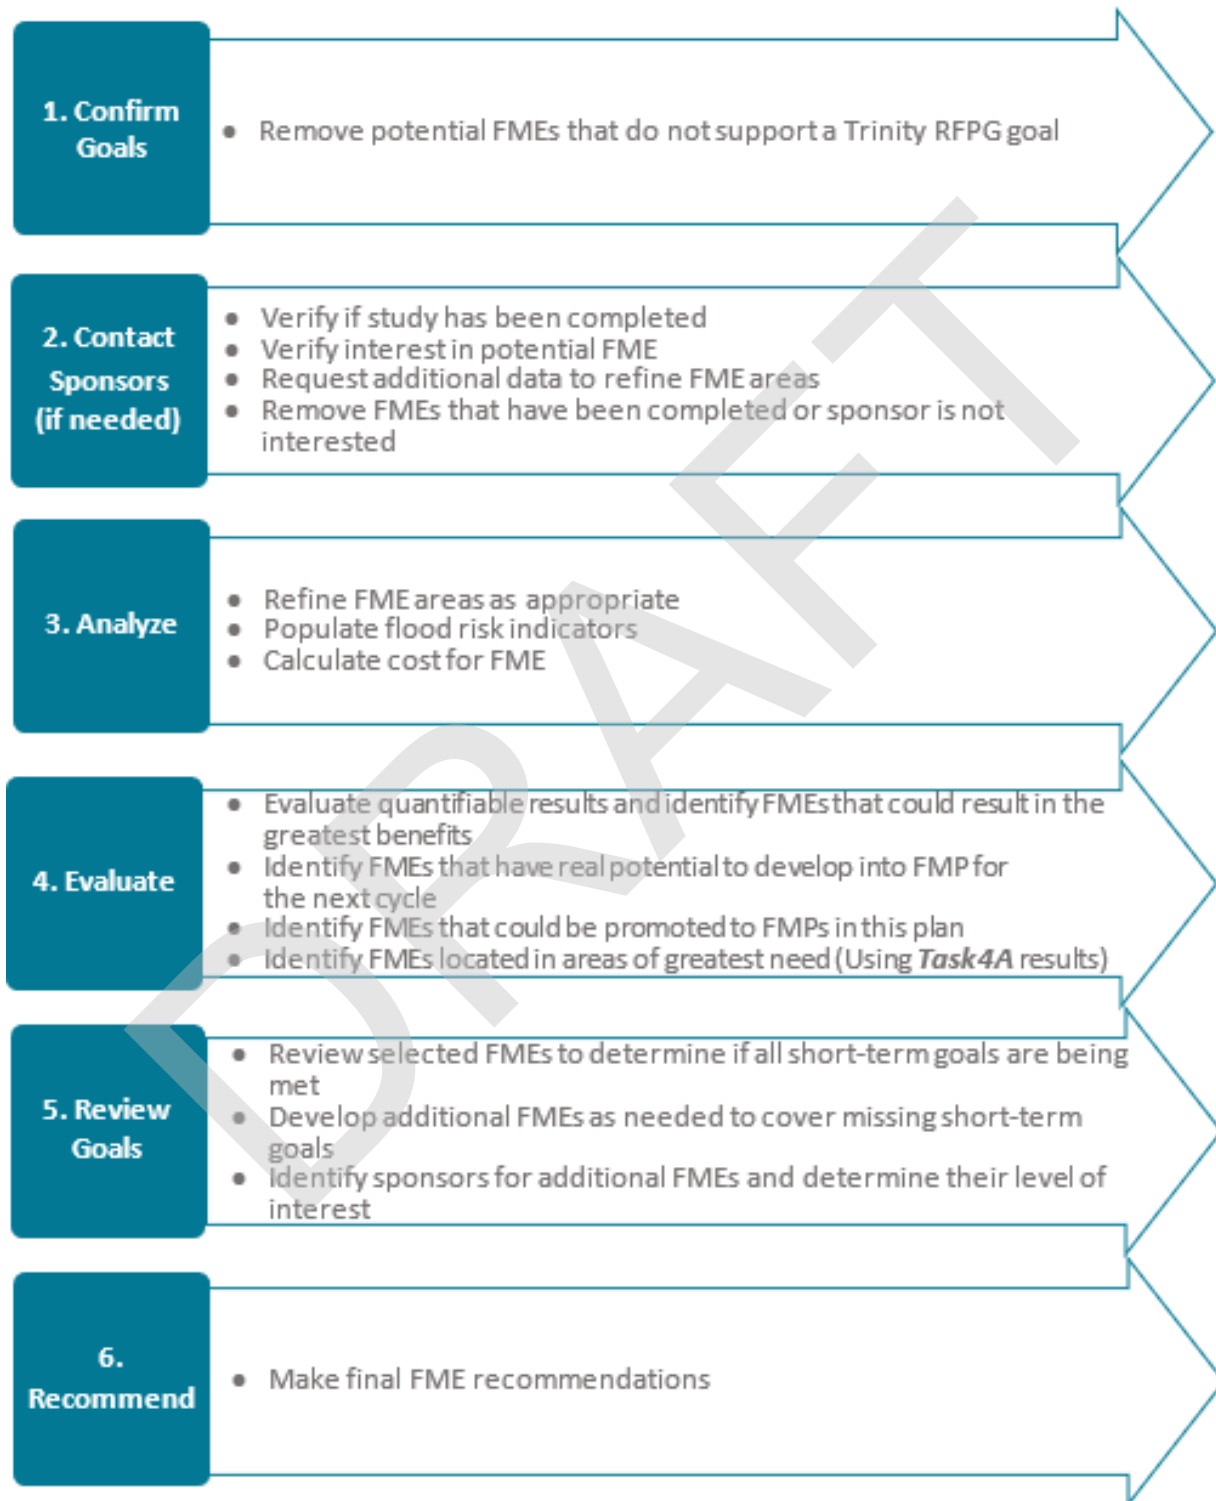 1. Confirm
Goals
● Remove potential FMEs that do not support a Trinity RFPG goal
2. Contact
Sponsors
(if needed)
● Verify if study has been completed
● Verify interest in potential FME
● Request additional data to refine FME areas
● Remove FMEs that have been completed or sponsor is not
interested
3. Analyze
● Refine FME areas as appropriate
● Populate flood risk indicators
● Calculate cost for FME
4. Evaluate
● Evaluate quantifiable results and identify FMEs that could result in the
greatest benefits
● Identify FMEs that have real potential to develop into FMP for
the next cycle
● Identify FMEs that could be promoted to FMPs in this plan
● Identify FMEs located in areas of greatest need (Using Task4A results)
5. Review
Goals
● Review selected FMEs to determine if all short-term goals are being
met
● Develop additional FMEs as needed to cover missing short-term
goals
● Identify sponsors for additional FMEs and determine their level of
interest
6.
Recommend
● Make final FME recommendations
DRAFT